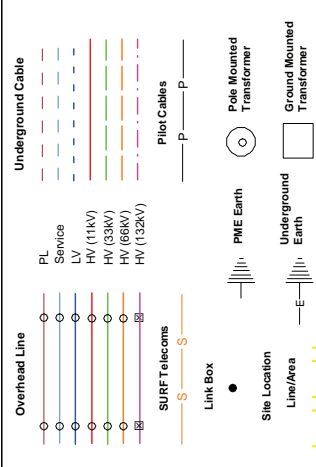 Overhead Line
Underground Cable
PL
Service
LV
HV (11kV)
HV (33kV)
HV (66kV)
HV (132kV)
SURF Telecoms
Pilot Cables
S
S
P
P
Link Box
PME Earth
Pole Mounted
Transformer
Site Location
Line/Area
Underground
Earth
E
Ground Mounted
Transformer